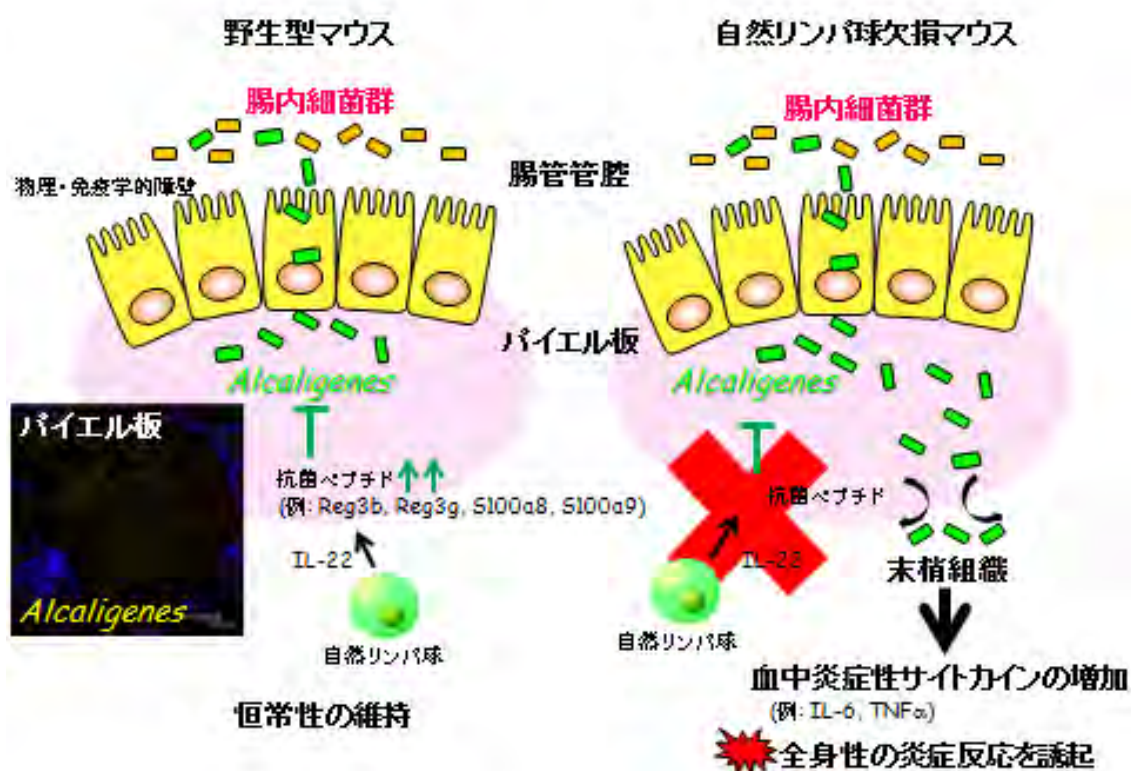 野生型マウス
腸内細菌群
物理・免疫学的障壁
Alcaligenes
パイエル板
Alcaligenes
抗菌ペプチド
(例: Reg3b, Reg3g, S100a8, S100a9)
IL-22
自然リンパ球
恒常性の維持
腸管管腔
パイエル板
自然リンパ球欠損マウス
腸内細菌群
Alcaligenes
抗菌ペプチド
IL-22
自然リンパ球
末梢組織
血中炎症性サイトカインの増加
(例: IL-6, TNFα)
全身性の炎症反応を誘起